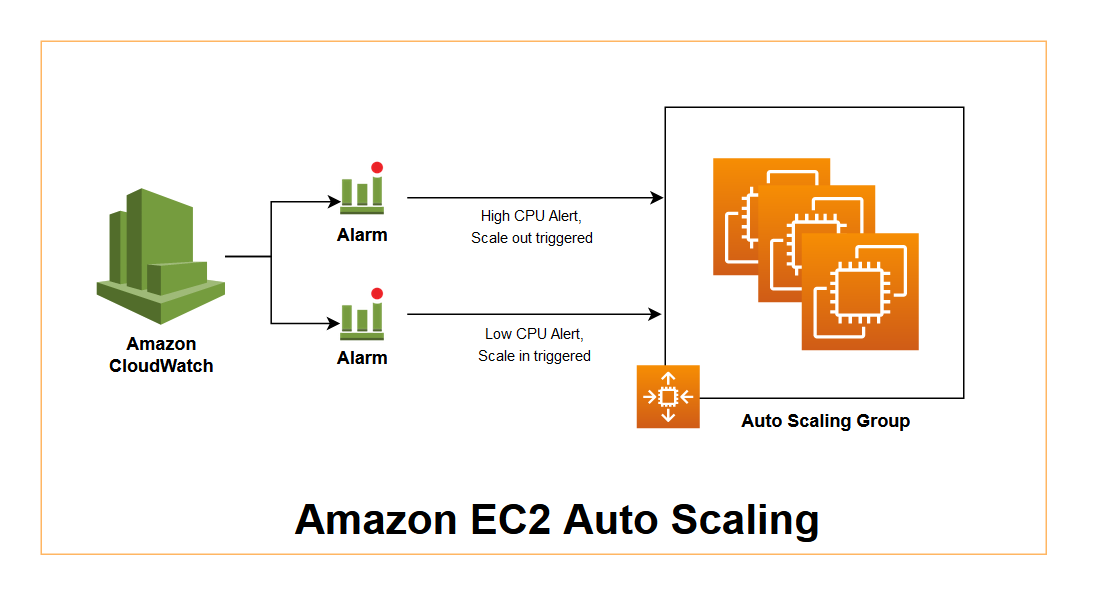 Alarm
High CPU Alert,
Scale out triggered
Amazon
CloudWatch
Alarm
Low CPU Alert,
Scale in triggered
Auto Scaling Group
Amazon EC2 Auto Scaling